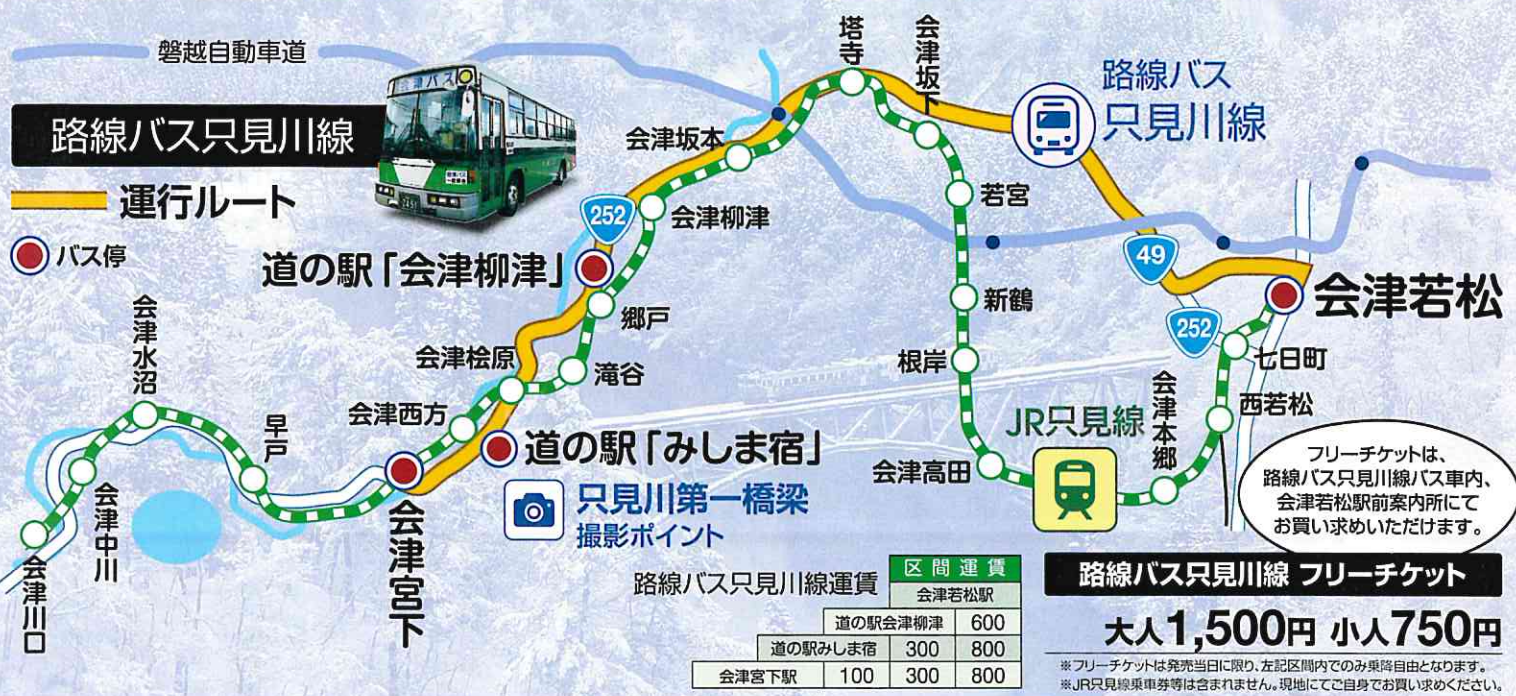 磐越自動車道
路線バス只見川線
運行ルート
バス停
会津バス
塔寺
会津坂下
路線バス
只見川線
会津坂本
若宮
252
会津柳津
道の駅「会津柳津」
49
会津若松
新鶴
郷戸
252
会津水沼
会津桧原
滝谷
根岸
七日町
会津西方
早戸
道の駅「みしま宿」
JR只見線
会津本郷
西若松
会津高田
只見川第一橋梁
撮影ポイント
会津中川
会津宮下
会津川口
フリーチケットは、
路線バス只見川線バス車内、
会津若松駅前案内所にて
お買い求めいただけます。
路線バス只見川線運賃
区間運賃
会津若松駅
道の駅会津柳津 600
道の駅みしま宿 300 800
会津宮下駅 100 300 800
路線バス只見川線 フリーチケット
大人1,500円 小人750円
※フリーチケットは発売当日に限り、左記区間内でのみ乗降自由となります。
※JR只見線乗車券等は含まれません。現地にてご自身でお買い求めください。